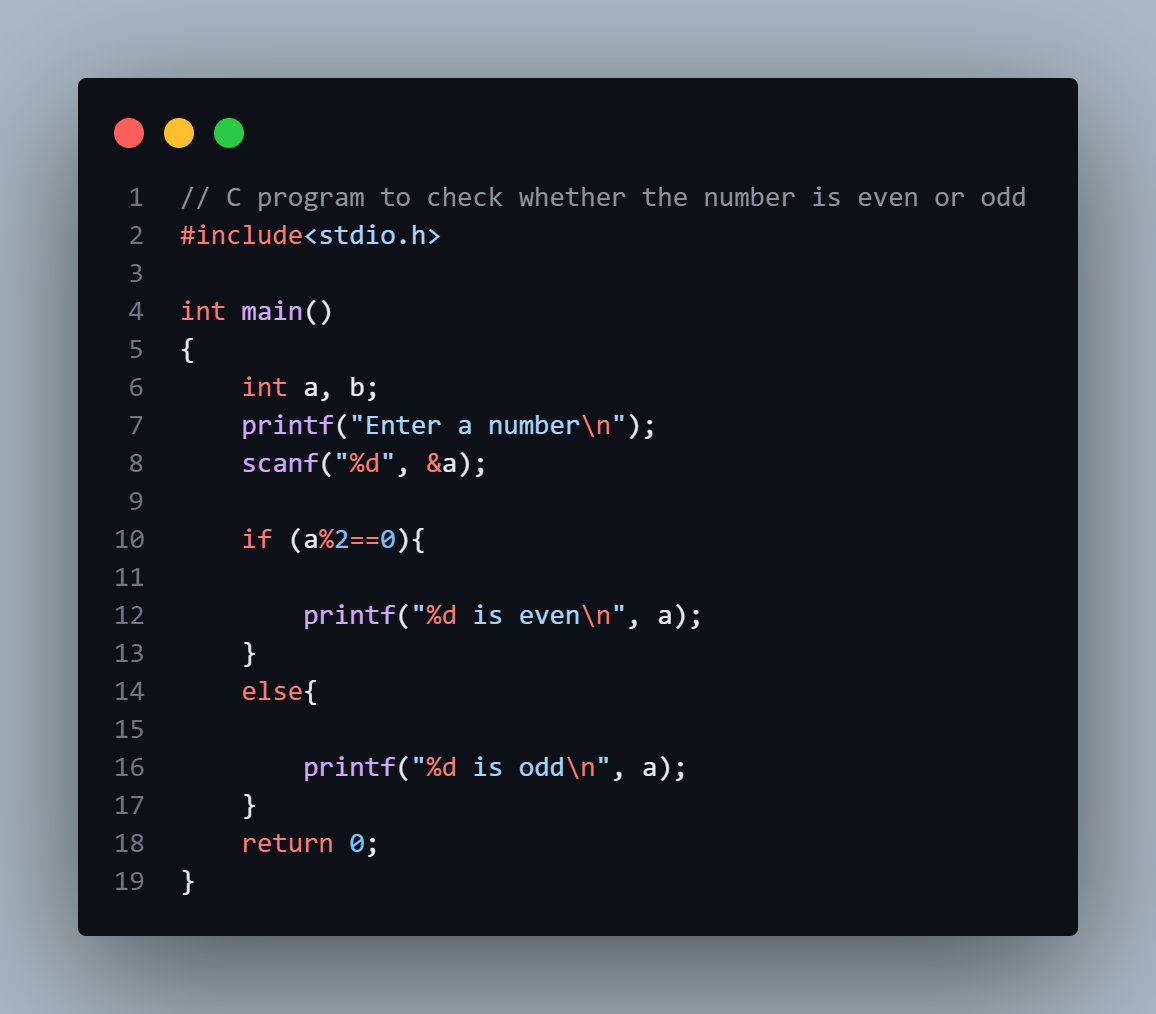 1 // C program to check whether the number is even or odd
2 #include<stdio.h>
3
4 int main()
5 {
6     int a, b;
7     printf("Enter a number\n");
8     scanf("%d", &a);
9
10     if (a%2==0){
11
12         printf("%d is even\n", a);
13     }
14     else{
15
16         printf("%d is odd\n", a);
17     }
18     return 0;
19 }